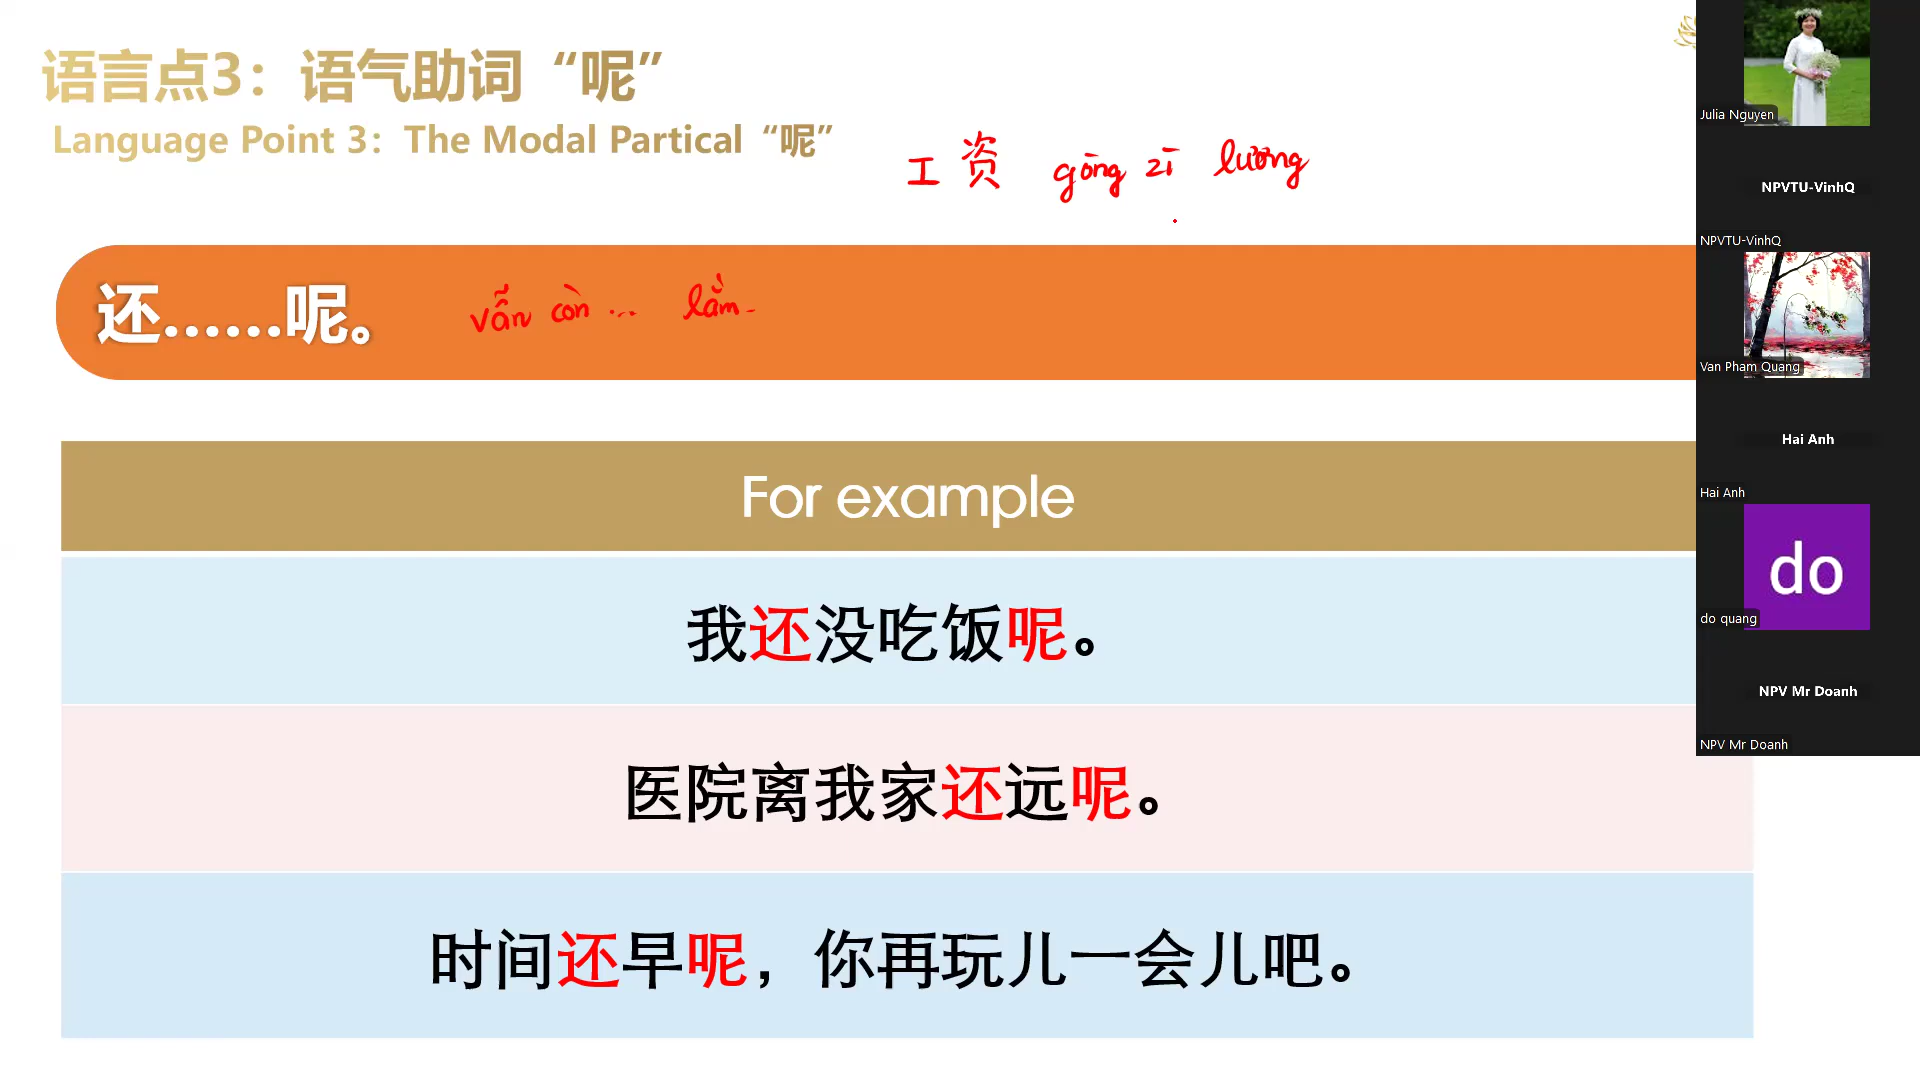 语言点3：语气助词“呢”
Language Point 3：The Modal Partical“呢”
工资 gōng zī lương
还……呢。 vẫn còn ... lắm.
For example
我还没吃饭呢。
医院离我家还远呢。
时间还早呢，你再玩儿一会儿吧。
Julia Nguyen
NPVTU-VinhQ
NPVTU-VinhQ
Van Pham Quang
Hai Anh
Hai Anh
do
do quang
NPV Mr Doanh
NPV Mr Doanh